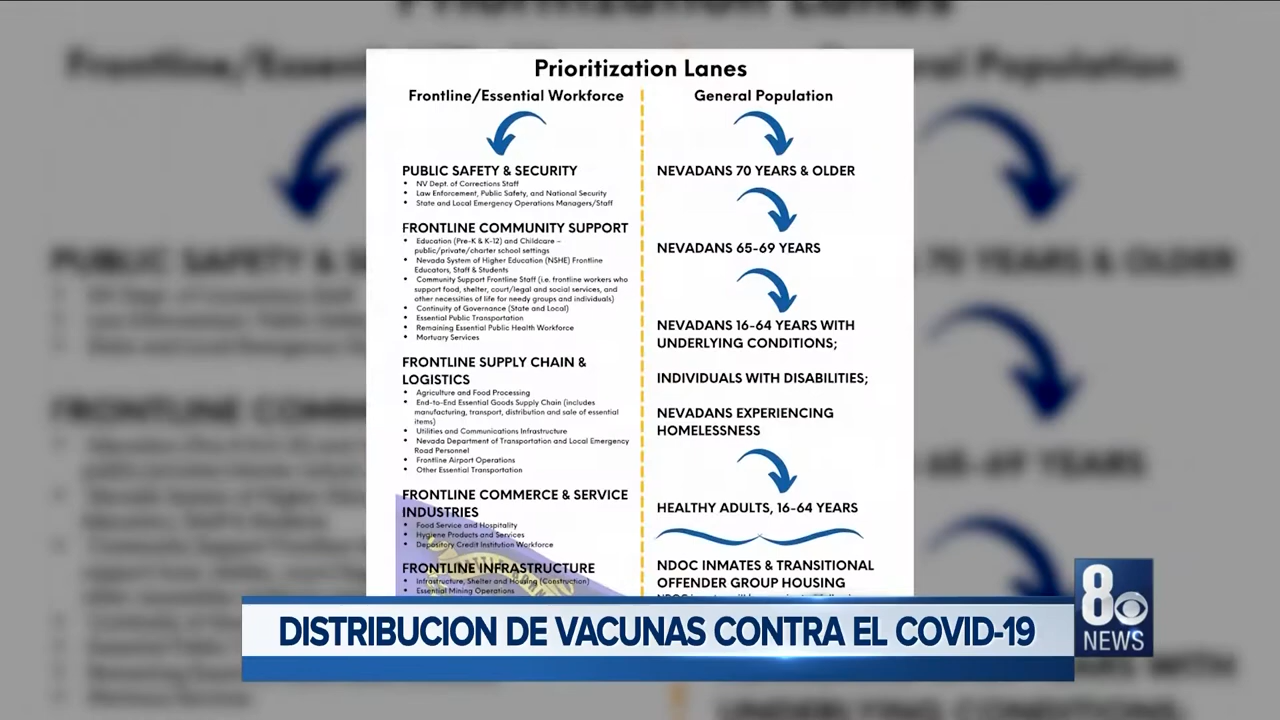 Prioritization Lanes
Frontline/Essential Workforce
PUBLIC SAFETY & SECURITY
• NV Dept. of Corrections Staff
• Law Enforcement, Public Safety, and National Security
• State and Local Emergency Operations Managers/Staff
FRONTLINE COMMUNITY SUPPORT
• Education (Pre-K & K-12) and Childcare –
public/private/charter school settings
• Nevada System of Higher Education (NSHE) Frontline
Educators, Staff & Students
• Community Support Frontline Staff (i.e. frontline workers who
support food, shelter, court/legal and social services, and
other necessities of life for needy groups and individuals)
• Continuity of Governance (State and Local)
• Essential Public Transportation
• Remaining Essential Public Health Workforce
• Mortuary Services
FRONTLINE SUPPLY CHAIN &
LOGISTICS
• Agriculture and Food Processing
• End-to-End Essential Goods Supply Chain (includes
manufacturing, transport, distribution and sale of essential
items)
• Utilities and Communications Infrastructure
• Nevada Department of Transportation and Local Emergency
Road Personnel
• Frontline Airport Operations
• Other Essential Transportation
FRONTLINE COMMERCE & SERVICE
INDUSTRIES
• Food Service and Hospitality
• Hygiene Products and Services
• Depository Credit Institution Workforce
FRONTLINE INFRASTRUCTURE
• Infrastructure, Shelter and Housing (Construction)
• Essential Mining Operations
General Population
NEVADANS 70 YEARS & OLDER
NEVADANS 65-69 YEARS
NEVADANS 16-64 YEARS WITH
UNDERLYING CONDITIONS;
INDIVIDUALS WITH DISABILITIES;
NEVADANS EXPERIENCING
HOMELESSNESS
HEALTHY ADULTS, 16-64 YEARS
NDOC INMATES & TRANSITIONAL
OFFENDER GROUP HOUSING
DISTRIBUCION DE VACUNAS CONTRA EL COVID-19
8
NEWS